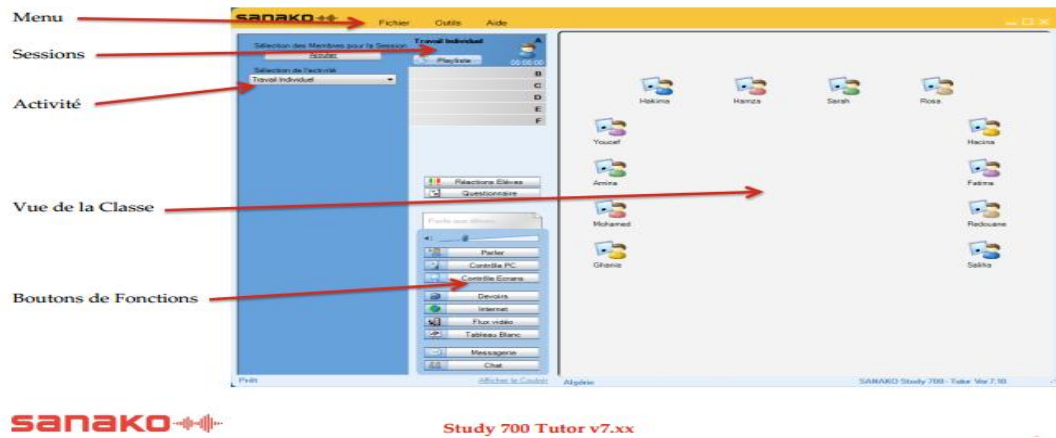 Menu
Sessions
Activité
Vue de la Classe
Boutons de Fonctions
sanako
Fichier Outils Aide
Sélection des Membres pour la Session
Ajouter
Sélection de l'activité
Travail Individuel
Travail Individuel A
Playliste 00:00:00
B
C
D
E
F
Réactions Elèves
Questionnaire
Parler
Contrôle PC
Contrôle Ecrans
Devoirs
Internet
Flux vidéo
Tableau Blanc
Messagerie
Chat
Hakima Hamza Sarah Rosa
Youcef Hacina
Amina Fatima
Mohamed Redouane
Ghania Salika
Prêt
Algérie SANAKO Study 700 - Tutor Ver 7.10
sanako
Study 700 Tutor v7.xx